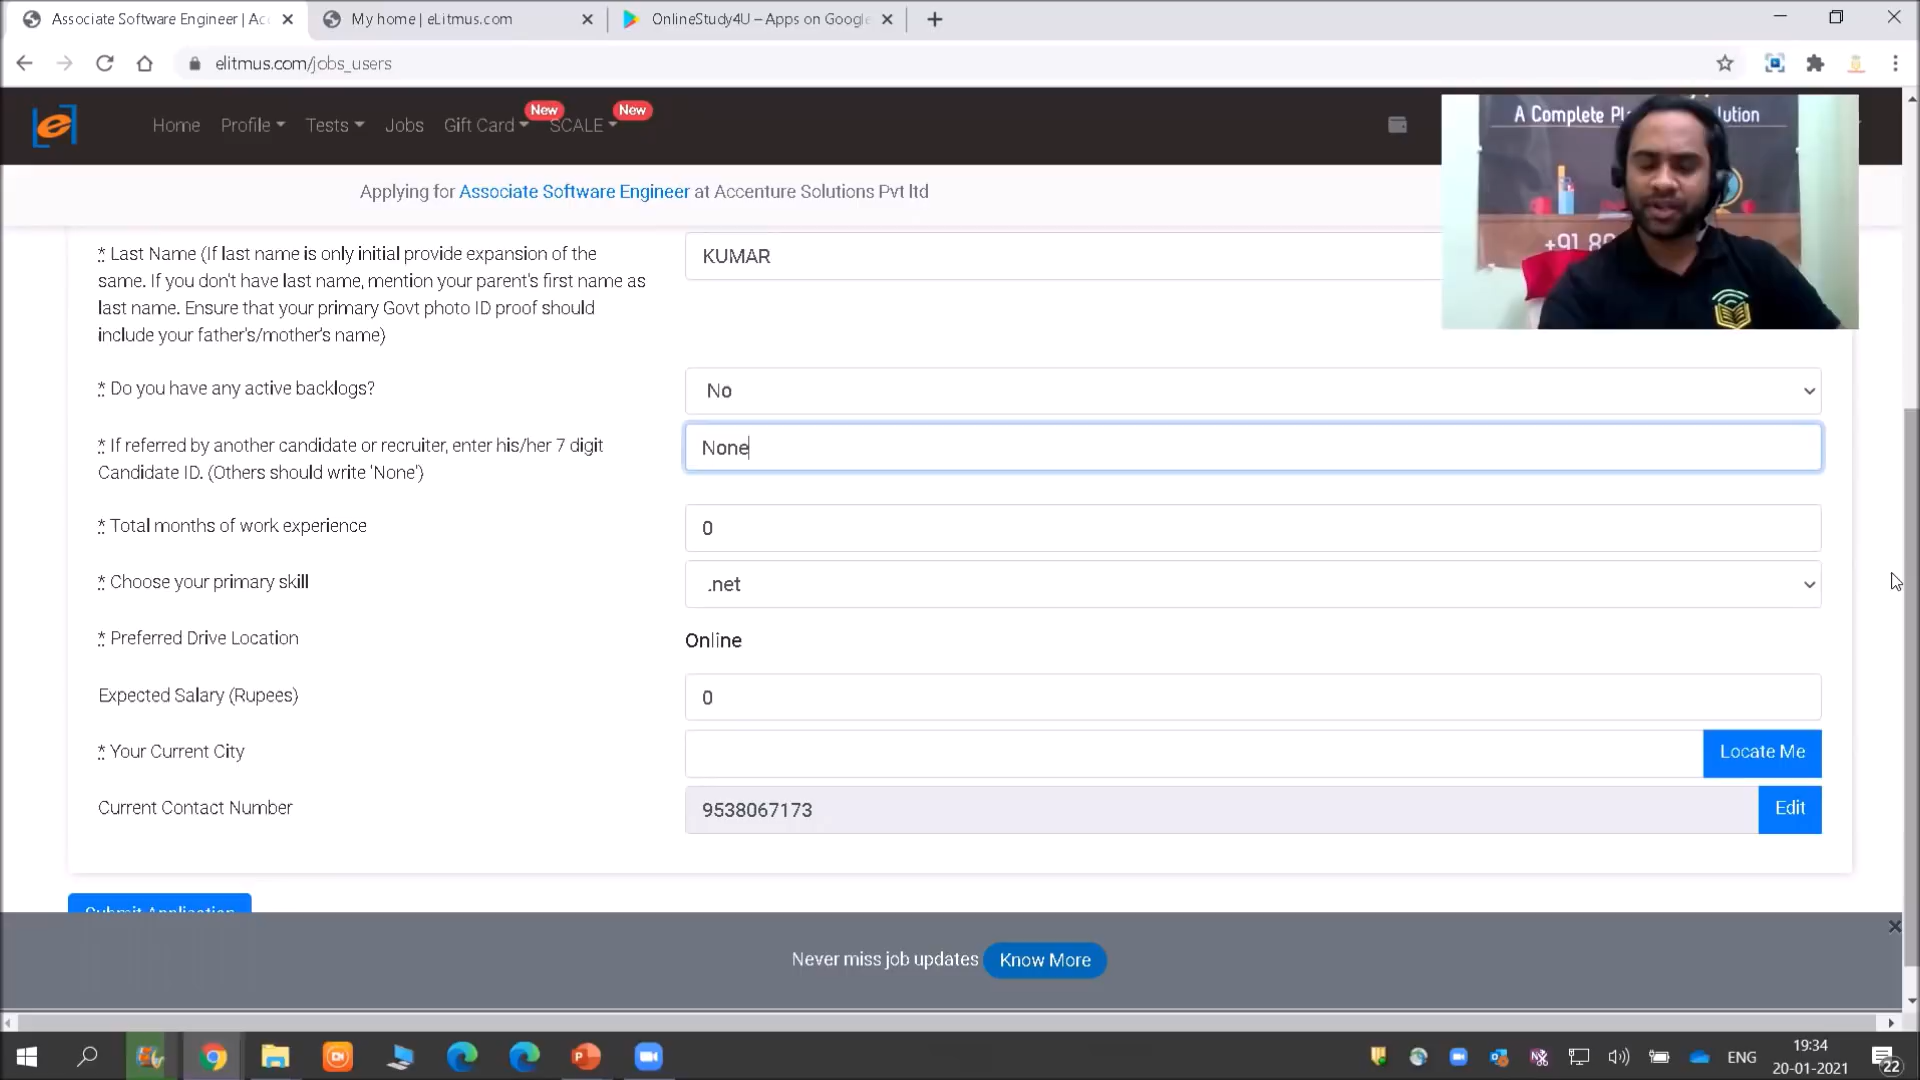 Associate Software Engineer | Acc
My home | eLitmus.com
OnlineStudy4U – Apps on Google
elitmus.com/jobs_users
Home
Profile
Tests
Jobs
Gift Card
New
SCALE
New
A Complete Pl
lution
+91 8
Applying for Associate Software Engineer at Accenture Solutions Pvt ltd
* Last Name (If last name is only initial provide expansion of the
same. If you don't have last name, mention your parent's first name as
last name. Ensure that your primary Govt photo ID proof should
include your father's/mother's name)
KUMAR
* Do you have any active backlogs?
No
* If referred by another candidate or recruiter, enter his/her 7 digit
Candidate ID. (Others should write 'None')
None
* Total months of work experience
0
* Choose your primary skill
.net
* Preferred Drive Location
Online
Expected Salary (Rupees)
0
* Your Current City
Locate Me
Current Contact Number
9538067173
Edit
Submit Application
Never miss job updates
Know More
ENG
19:34
20-01-2021
22